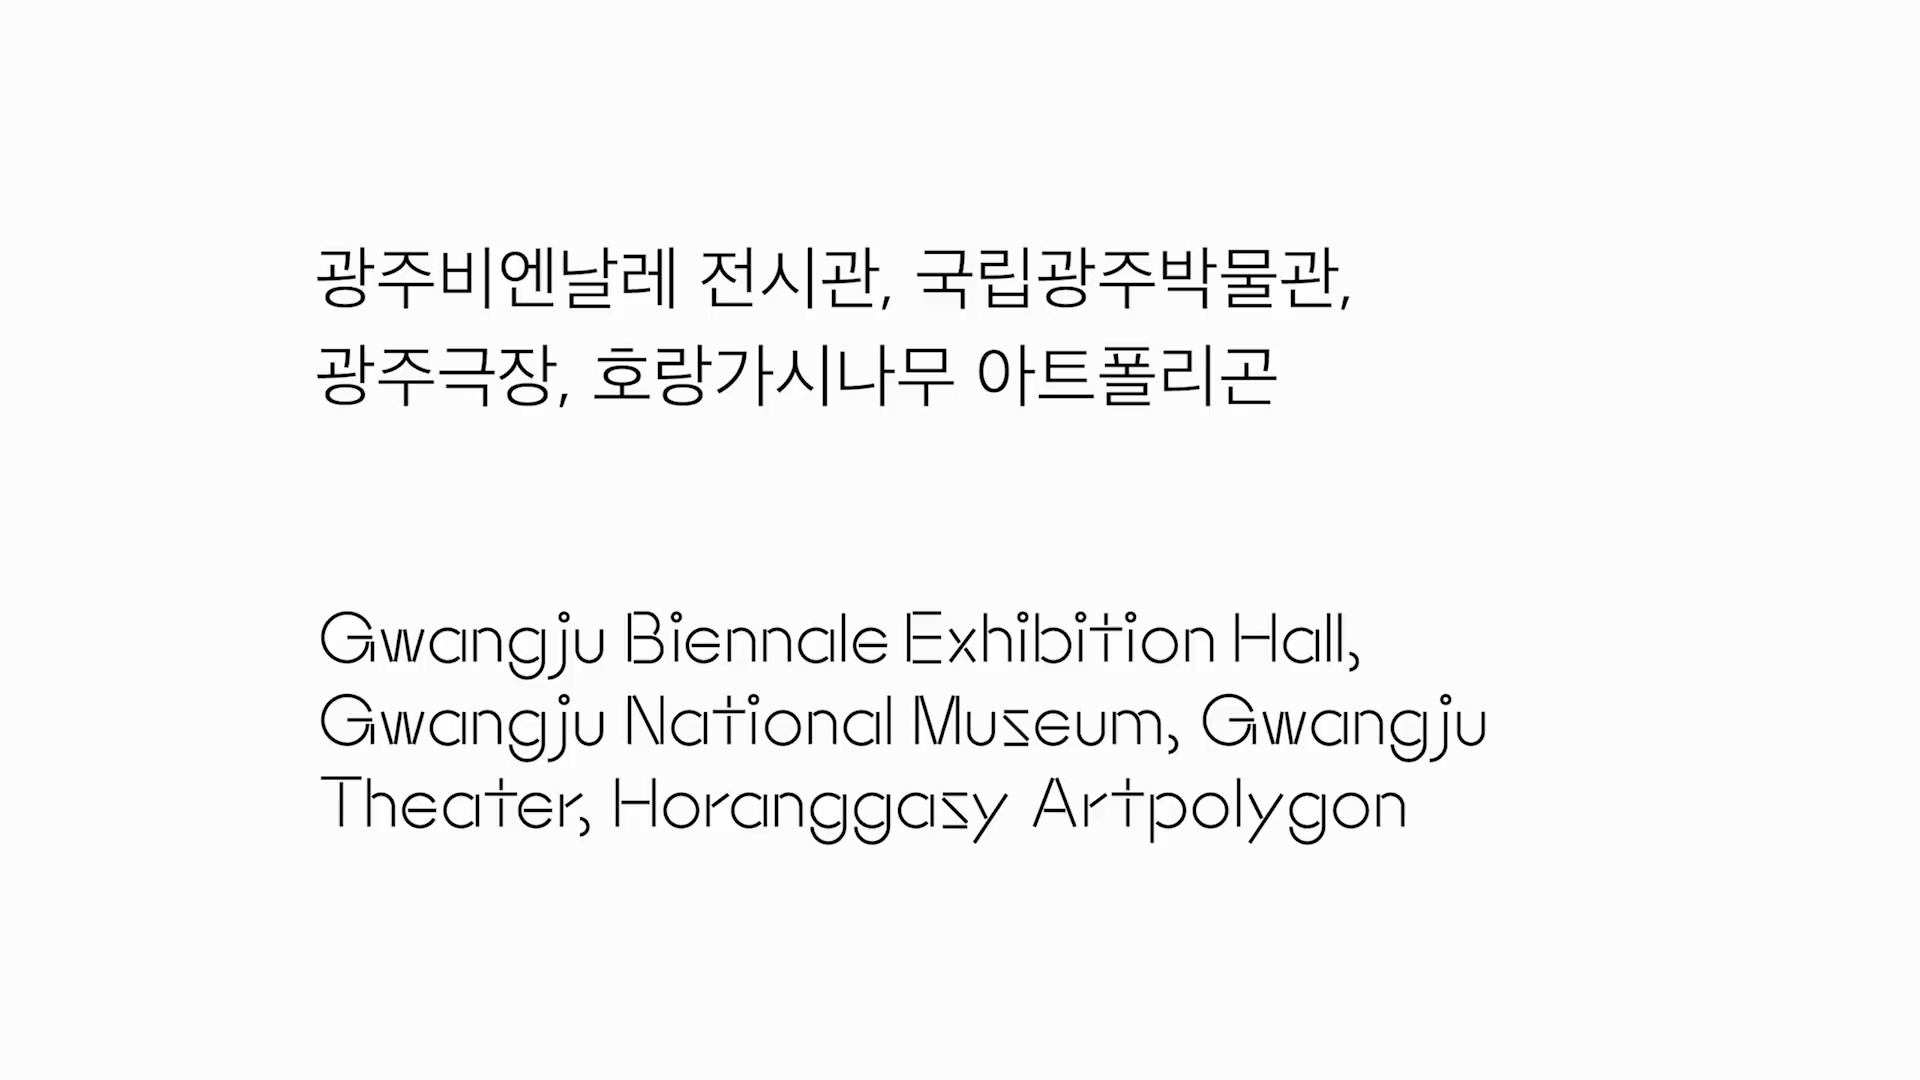 광주비엔날레 전시관, 국립광주박물관,
광주극장, 호랑가시나무 아트폴리곤
Gwangju Biennale Exhibition Hall,
Gwangju National Museum, Gwangju
Theater, Horanggasy Artpolygon